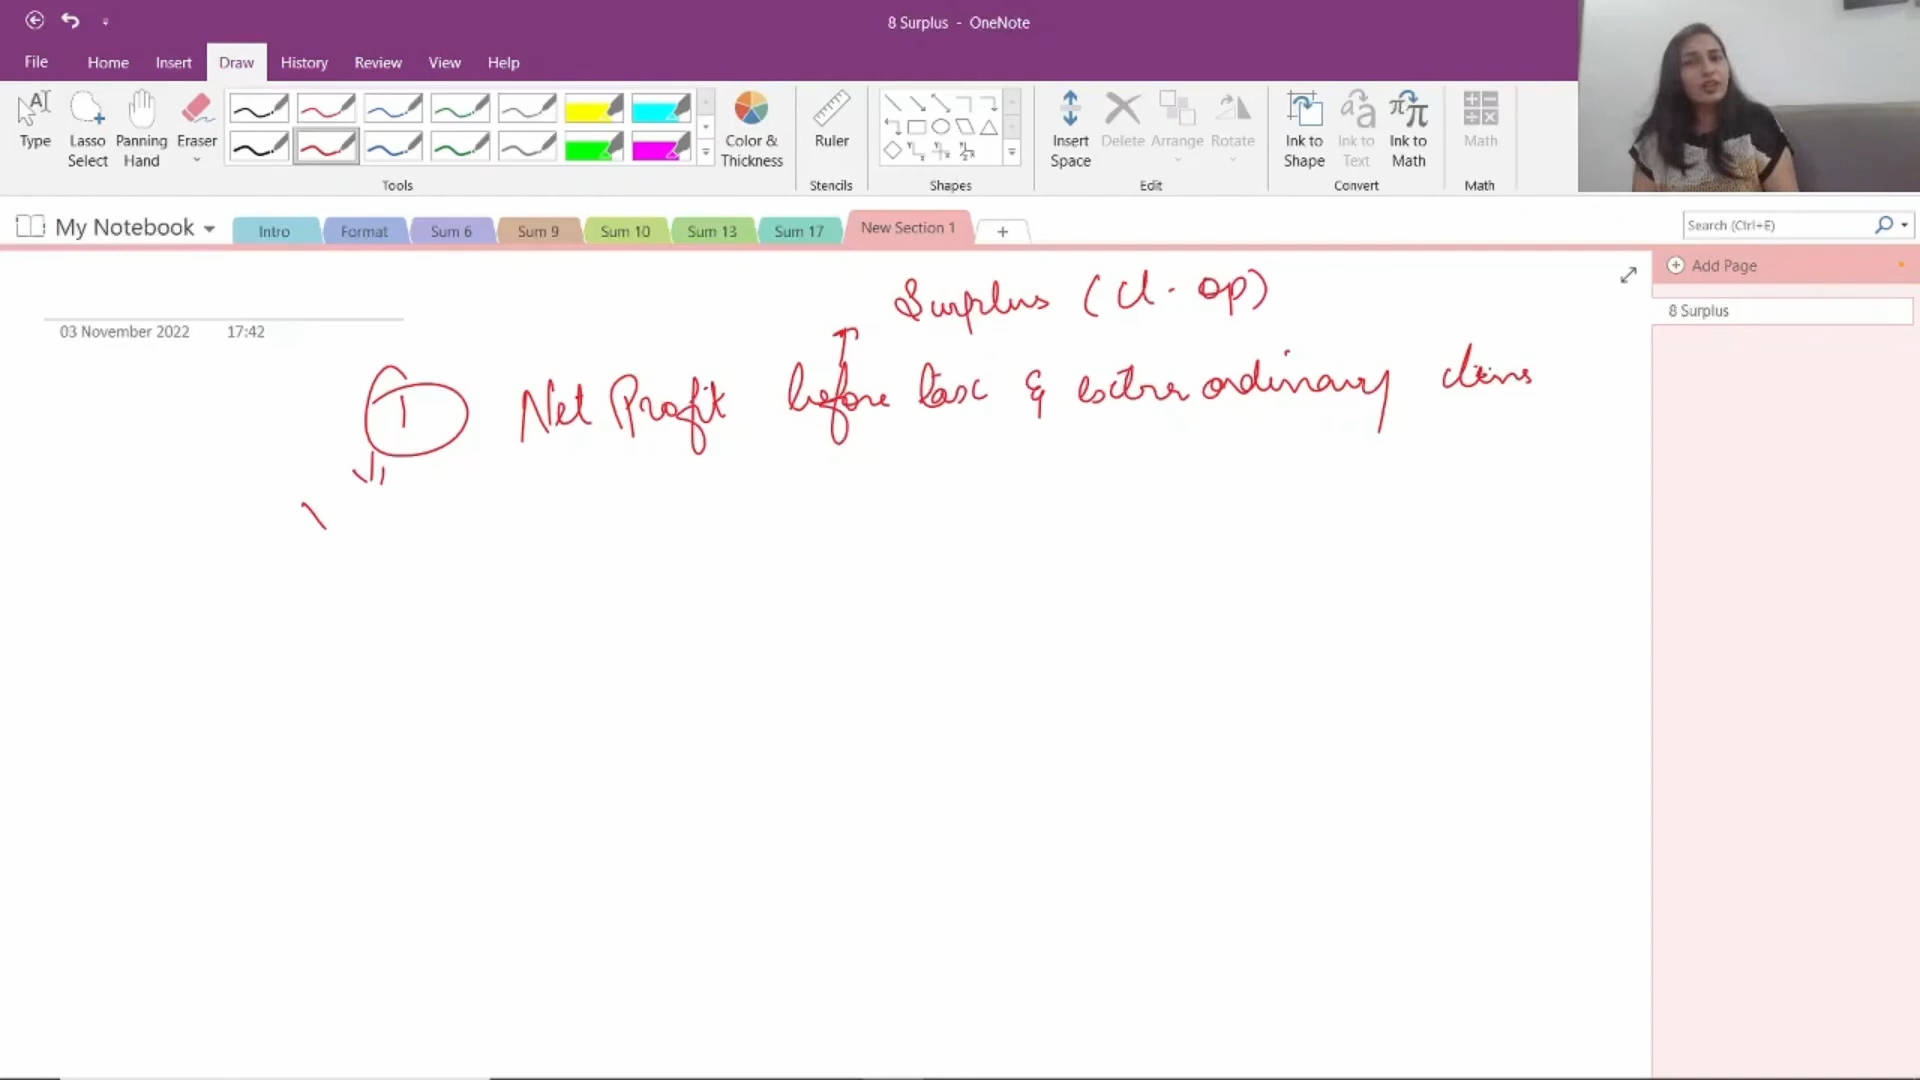 8 Surplus - OneNote
File Home Insert Draw History Review View Help
Type
Lasso Select
Panning Hand
Eraser
Color & Thickness
Ruler
Insert Space
Delete
Arrange
Rotate
Ink to Shape
Ink to Text
Ink to Math
Math
Tools Stencils Shapes Edit Convert Math
My Notebook Intro Format Sum 6 Sum 9 Sum 10 Sum 13 Sum 17 New Section 1 +
Search (Ctrl+E)
Add Page
8 Surplus
Surplus (cl - op)
03 November 2022 17:42
1 Net Profit before tax & extra ordinary